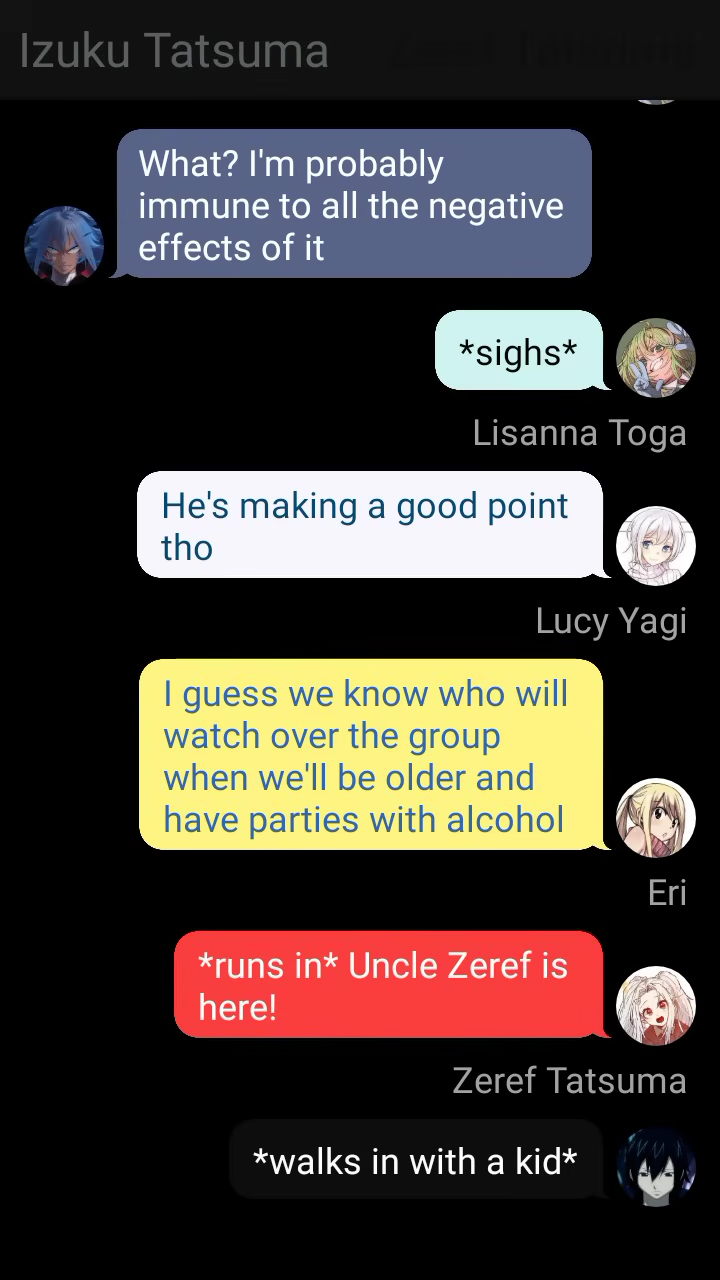 Izuku Tatsuma
What? I'm probably
immune to all the negative
effects of it
*sighs*
Lisanna Toga
He's making a good point
tho
Lucy Yagi
I guess we know who will
watch over the group
when we'll be older and
have parties with alcohol
Eri
*runs in* Uncle Zeref is
here!
Zeref Tatsuma
*walks in with a kid*